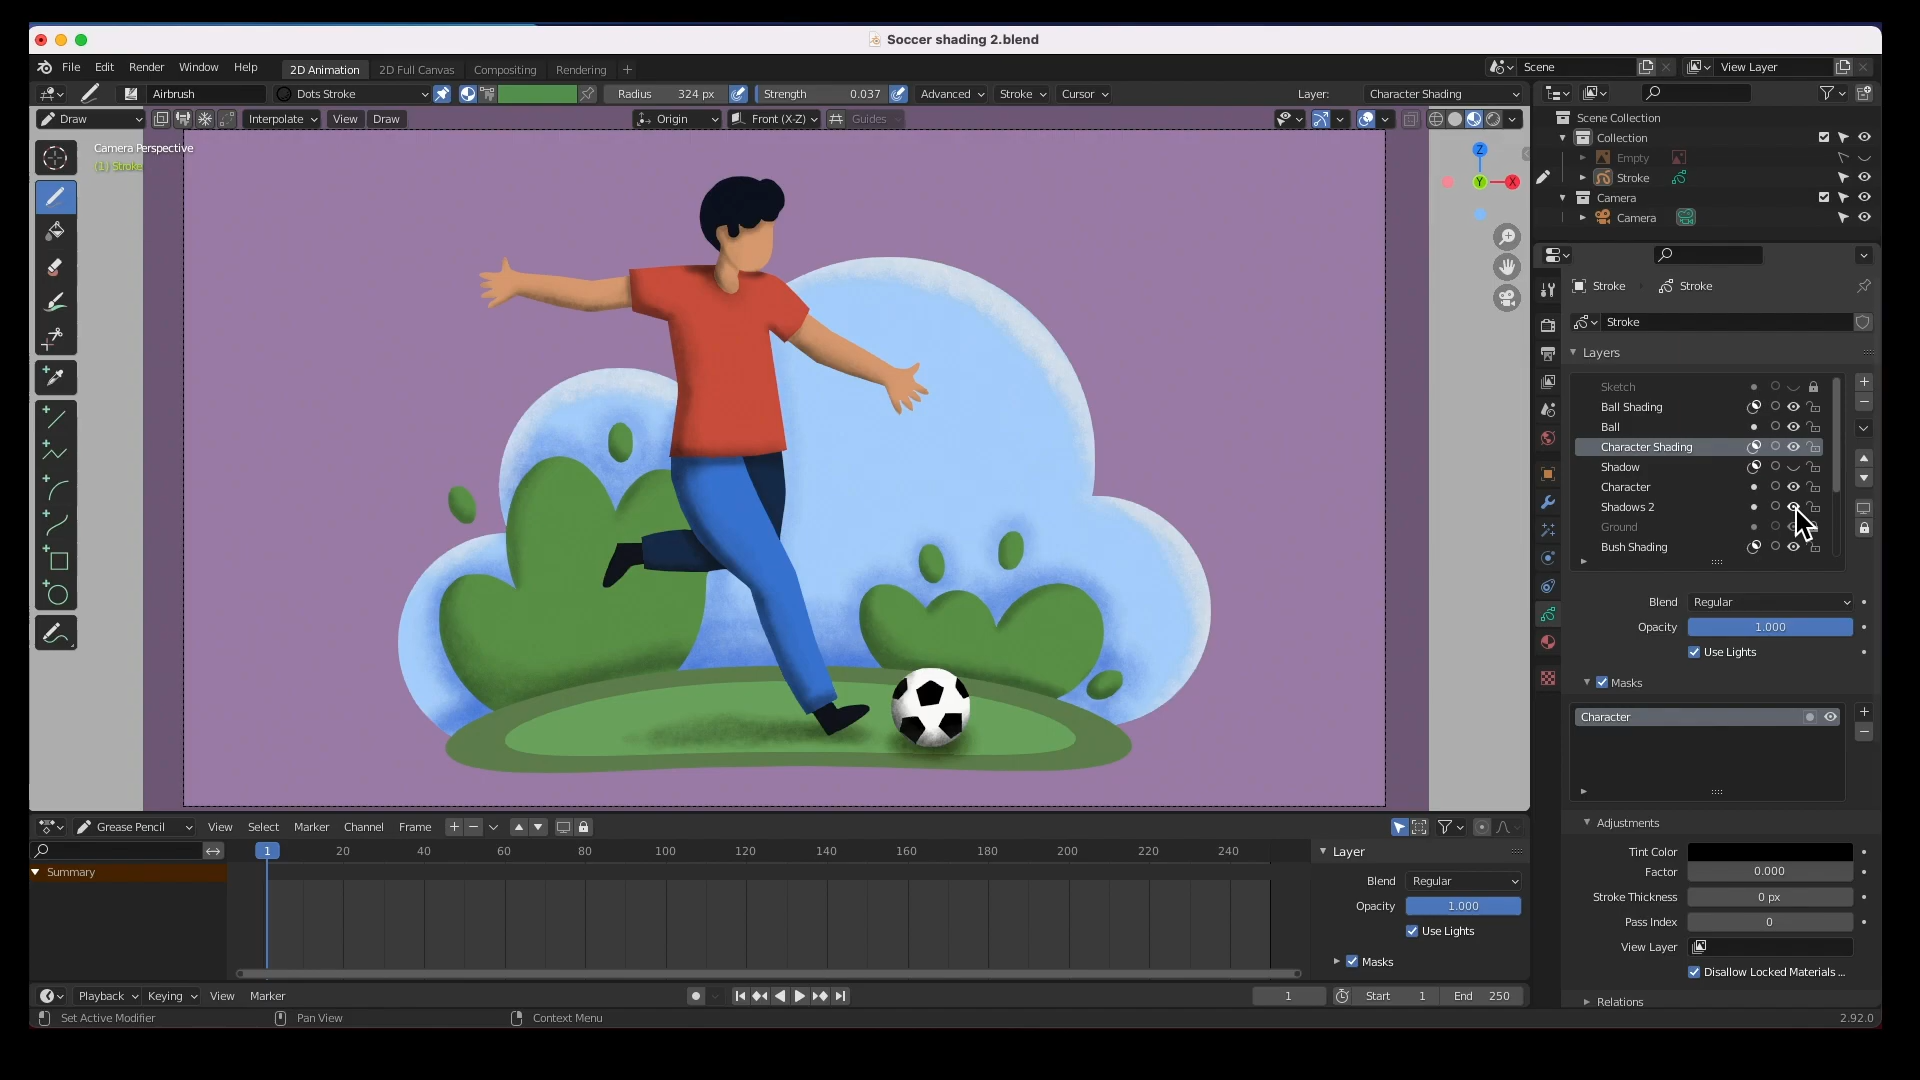 Soccer shading 2.blend
File Edit Render Window Help 2D Animation 2D Full Canvas Compositing Rendering + Scene View Layer
Airbrush Dots Stroke Radius 324 px Strength 0.037 Advanced Stroke Cursor Layer: Character Shading
Draw Interpolate View Draw Origin Front (X-Z) Guides
Camera Perspective
(1) Stroke
Z
Y X
Scene Collection
Collection
Empty
Stroke
Camera
Camera
Stroke Stroke
Stroke
Layers
Sketch
Ball Shading
Ball
Character Shading
Shadow
Character
Shadows 2
Ground
Bush Shading
Blend Regular
Opacity 1.000
Use Lights
Masks
Character
Adjustments
Tint Color
Factor 0.000
Stroke Thickness 0 px
Pass Index 0
View Layer
Disallow Locked Materials ...
Relations
Grease Pencil View Select Marker Channel Frame
1 20 40 60 80 100 120 140 160 180 200 220 240
Summary
Layer
Blend Regular
Opacity 1.000
Use Lights
Masks
Playback Keying View Marker 1 Start 1 End 250
Set Active Modifier Pan View Context Menu 2.92.0